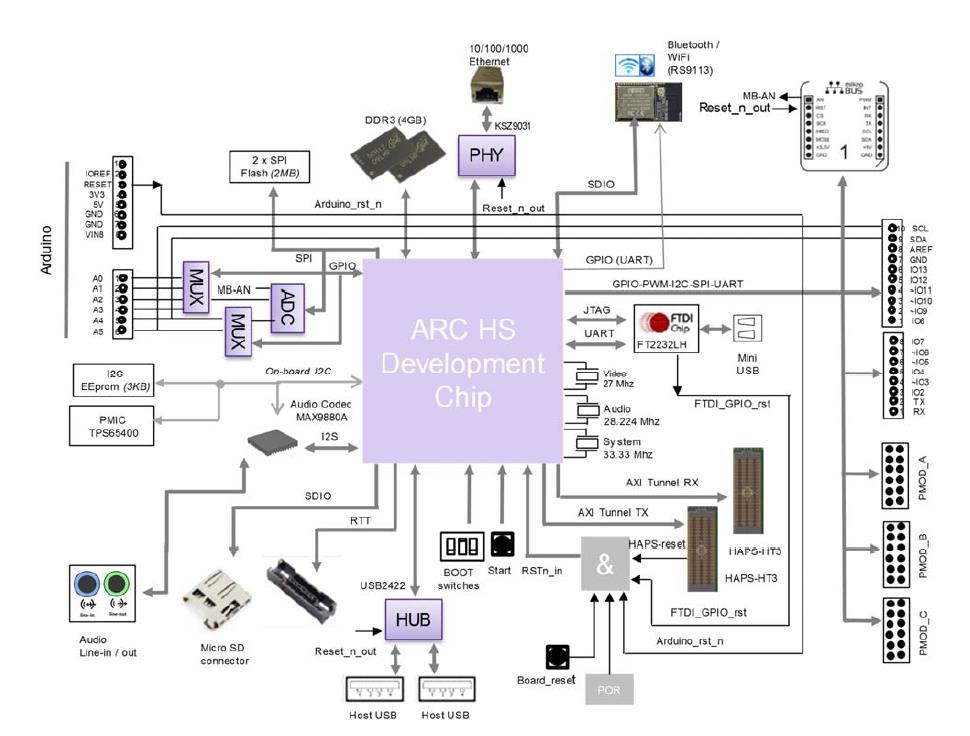 10/100/1000
Ethernet
KSZ9031
PHY
Reset_n_out
Bluetooth /
WiFi
(RS9113)
MB-AN
Reset_n_out
mikro
BUS
AN
RST
CS
SCK
MISO
MOSI
+3.3V
GND
PWM
INT
RX
TX
SCL
SDA
+5V
GND
1
DDR3 (4GB)
2 x SPI
Flash (2MB)
Arduino_rst_n
SDIO
GPIO (UART)
Arduino
IOREF
RESET
3V3
5V
GND
GND
VIN8
A0
A1
A2
A3
A4
A5
MUX
MB-AN
MUX
ADC
SPI
GPIO
ARC HS
Development
Chip
GPIO-PWM-I2C-SPI-UART
SCL
SDA
AREF
GND
IO13
IO12
~IO11
~IO10
~IO9
IO8
IO7
~IO6
~IO5
IO4
~IO3
IO2
TX
RX
JTAG
UART
FTDI
Chip
FT2232LH
Mini
USB
FTDI_GPIO_rst
Video
27 Mhz
Audio
28.224 Mhz
System
33.33 Mhz
I2C
EEprom (3KB)
PMIC
TPS65400
On-board I2C
Audio Codec
MAX9880A
I2S
SDIO
RTT
AXI Tunnel RX
AXI Tunnel TX
HAPS-HT3
HAPS-HT3
HAPS-reset
&
RSTn_in
FTDI_GPIO_rst
Arduino_rst_n
BOOT
switches
Start
USB2422
HUB
Reset_n_out
Host USB
Host USB
Board_reset
POR
line-in
line-out
Audio
Line-in / out
Micro SD
connector
PMOD_A
PMOD_B
PMOD_C